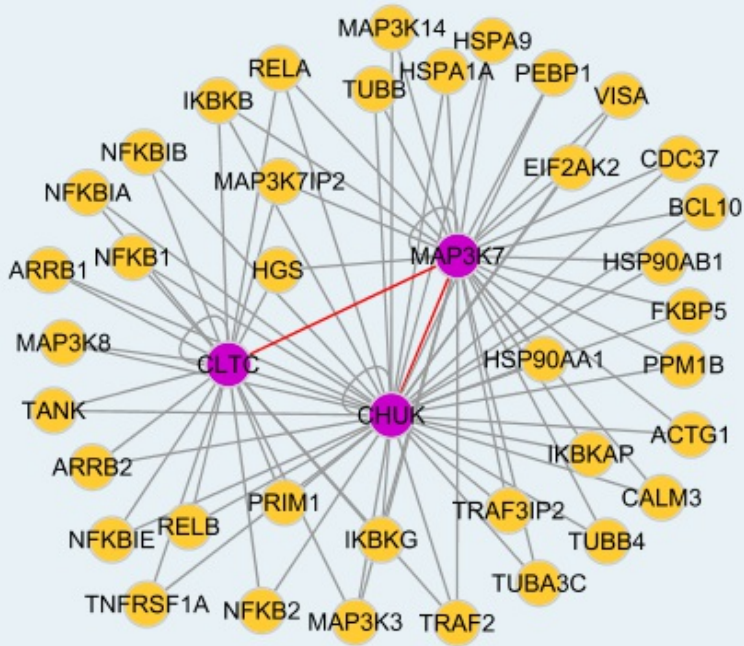 MAP3K14
HSPA9
RELA
HSPA1A
PEBP1
IKBKB
TUBB
VISA
NFKBIB
MAP3K7IP2
EIF2AK2
CDC37
NFKBIA
BCL10
ARRB1
NFKB1
HGS
MAP3K7
HSP90AB1
FKBP5
MAP3K8
CLTC
HSP90AA1
PPM1B
TANK
CHUK
ACTG1
ARRB2
IKBKAP
PRIM1
CALM3
NFKBIE
RELB
IKBKG
TRAF3IP2
TUBB4
TUBA3C
TNFRSF1A
NFKB2
MAP3K3
TRAF2